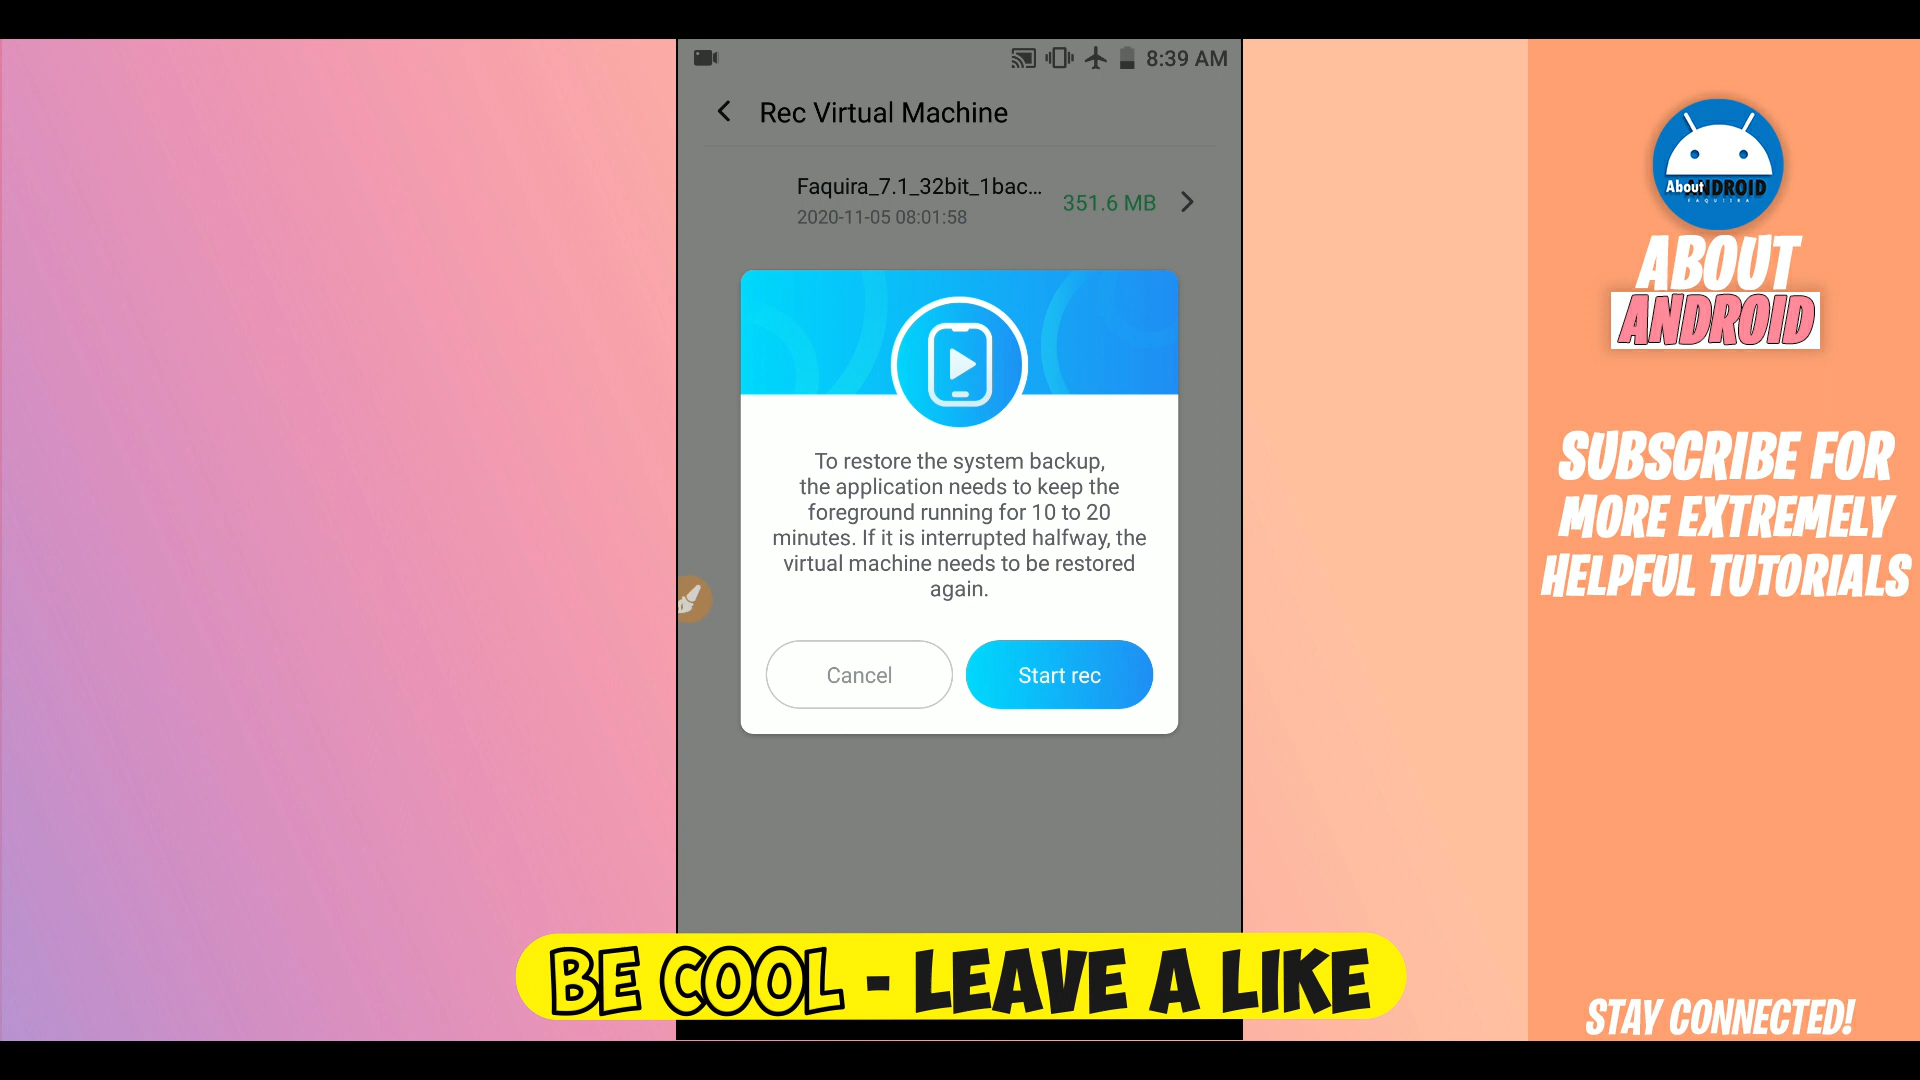 8:39 AM
Rec Virtual Machine
Faquira_7.1_32bit_1bac...
2020-11-05 08:01:58
351.6 MB
To restore the system backup,
the application needs to keep the
foreground running for 10 to 20
minutes. If it is interrupted halfway, the
virtual machine needs to be restored
again.
Cancel
Start rec
BE COOL - LEAVE A LIKE
About ANDROID
FAQUIIRA
ABOUT
ANDROID
SUBSCRIBE FOR
MORE EXTREMELY
HELPFUL TUTORIALS
STAY CONNECTED!